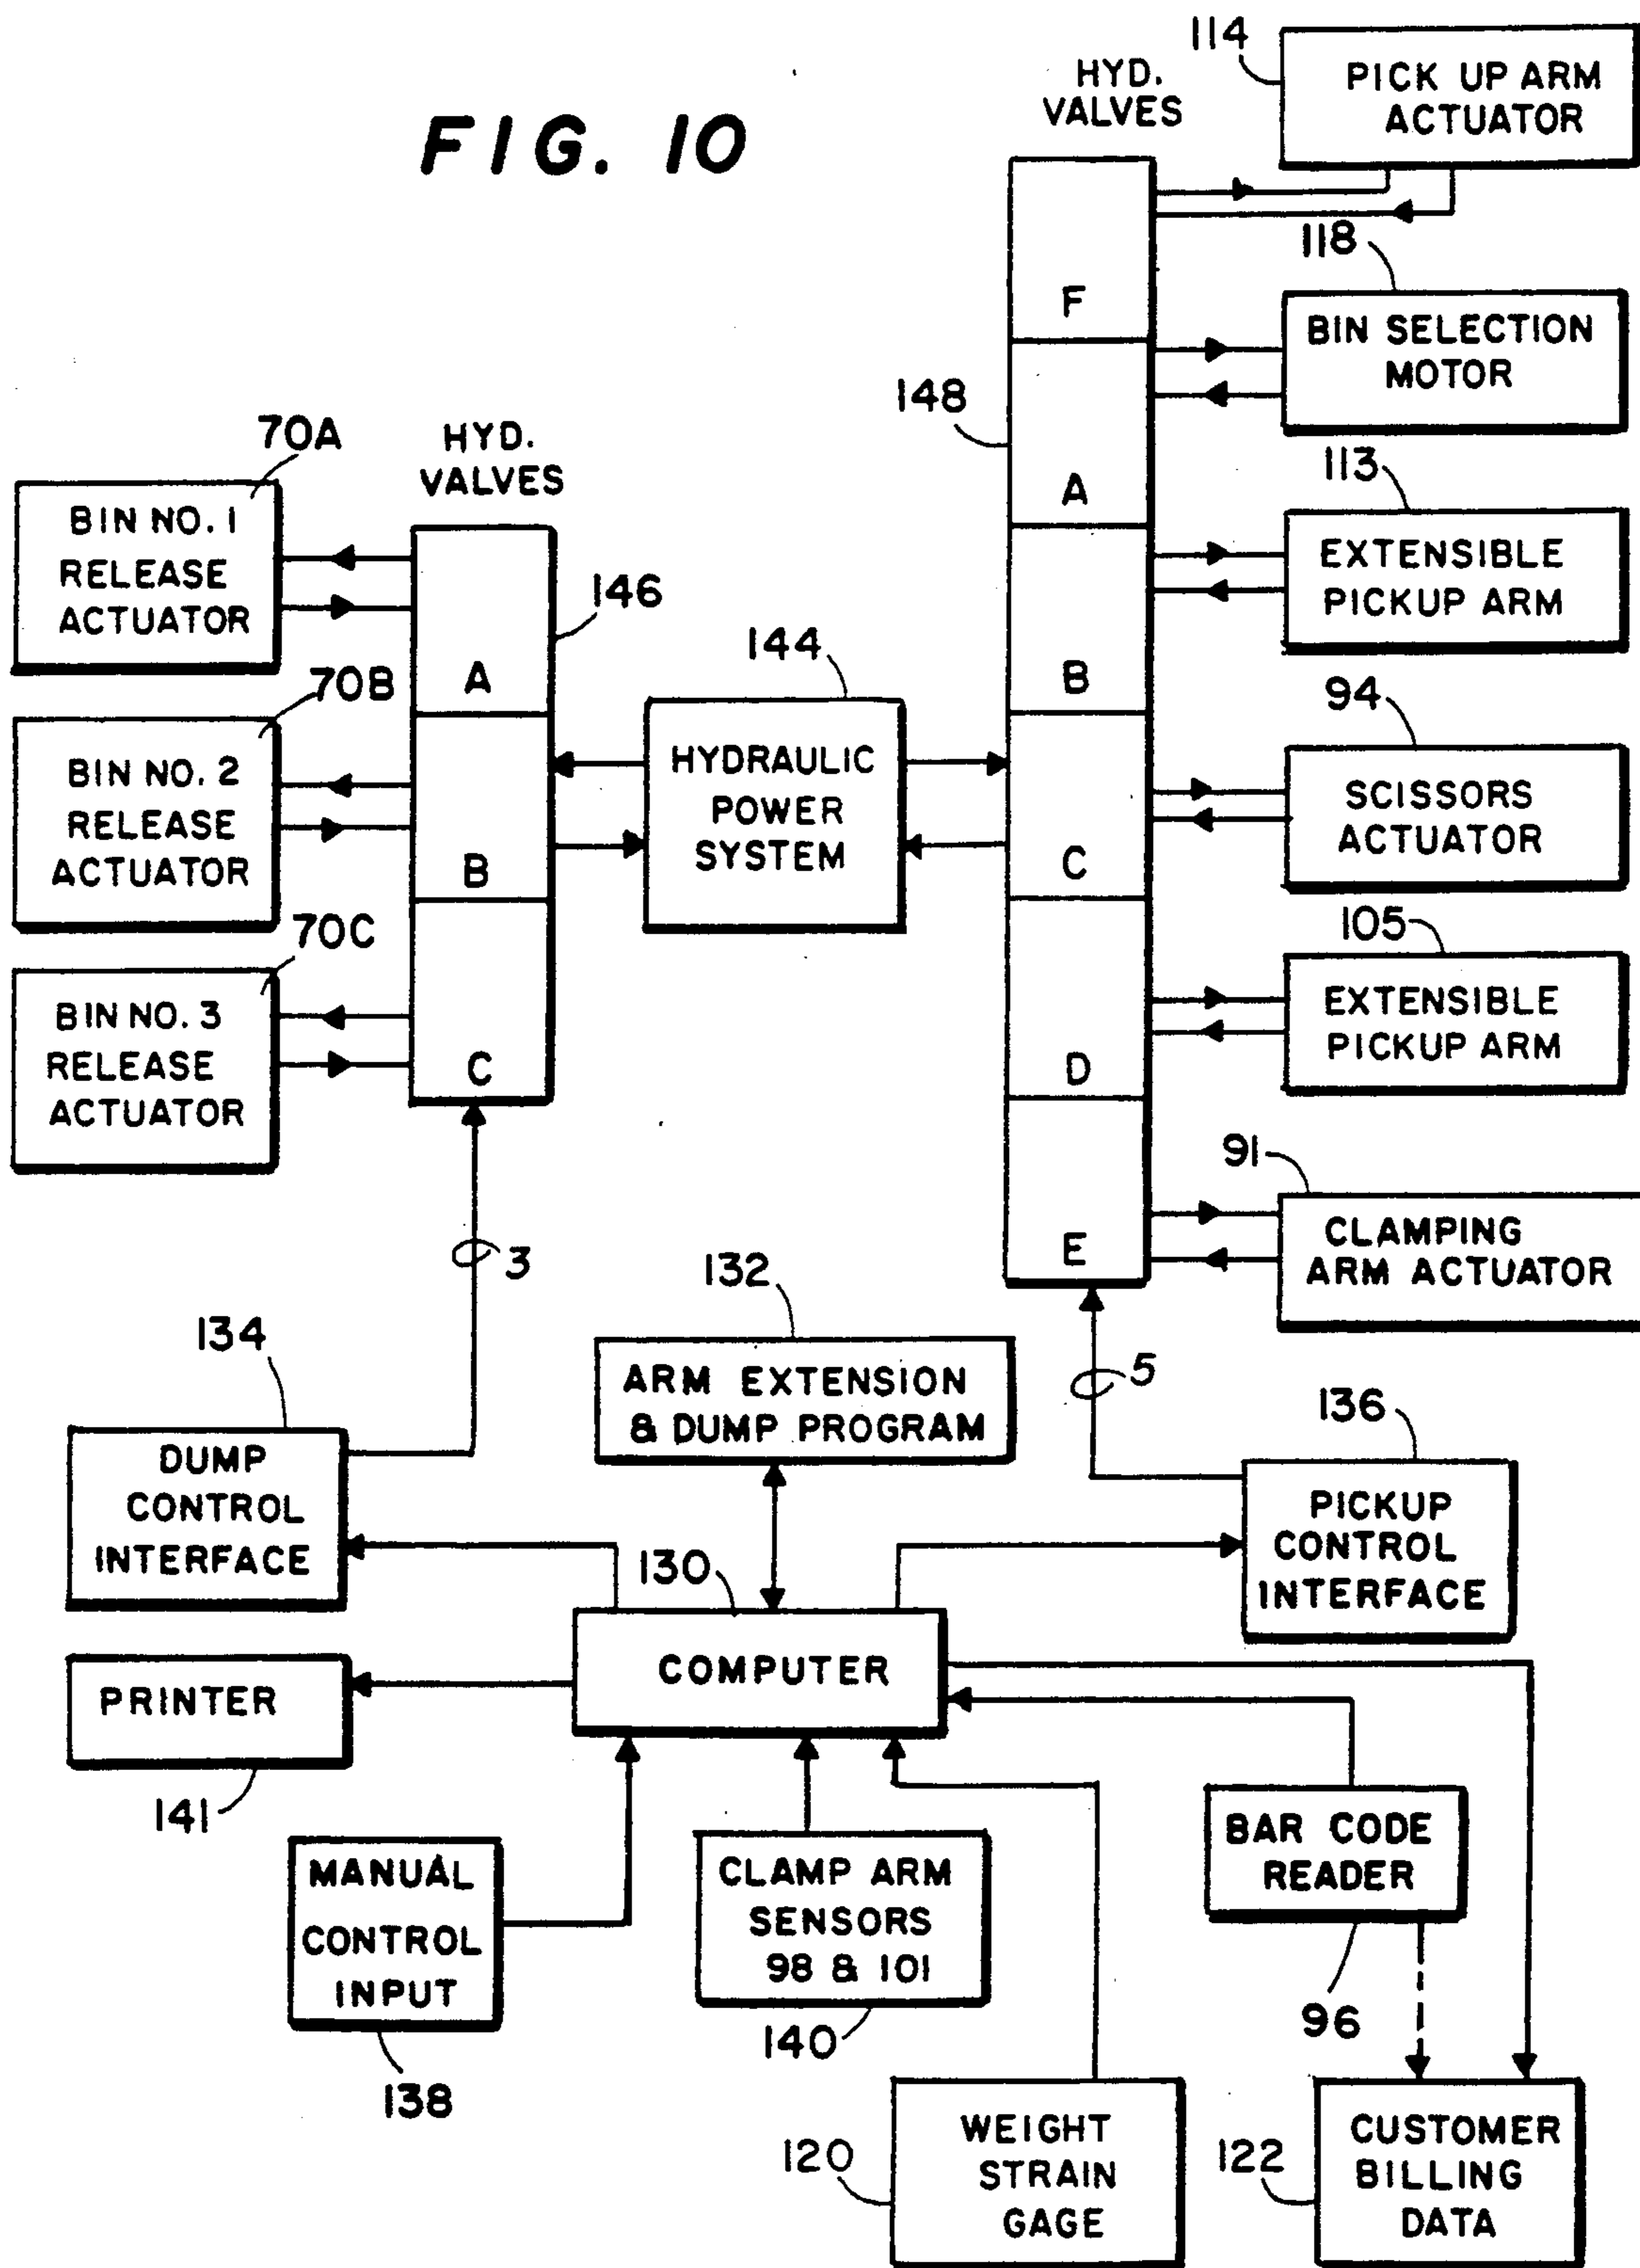 FIG. 10
114
HYD.
VALVES
PICK UP ARM
ACTUATOR
118
F
BIN SELECTION
MOTOR
148
A
113
EXTENSIBLE
PICKUP ARM
B
70A
HYD.
VALVES
BIN NO. 1
RELEASE
ACTUATOR
A
146
70B
BIN NO. 2
RELEASE
ACTUATOR
B
70C
BIN NO. 3
RELEASE
ACTUATOR
C
144
HYDRAULIC
POWER
SYSTEM
94
SCISSORS
ACTUATOR
C
105
EXTENSIBLE
PICKUP ARM
D
91
CLAMPING
ARM ACTUATOR
E
3
5
134
DUMP
CONTROL
INTERFACE
132
ARM EXTENSION
& DUMP PROGRAM
136
PICKUP
CONTROL
INTERFACE
130
COMPUTER
PRINTER
141
MANUAL
CONTROL
INPUT
138
CLAMP ARM
SENSORS
98 & 101
140
BAR CODE
READER
96
120
WEIGHT
STRAIN
GAGE
122
CUSTOMER
BILLING
DATA